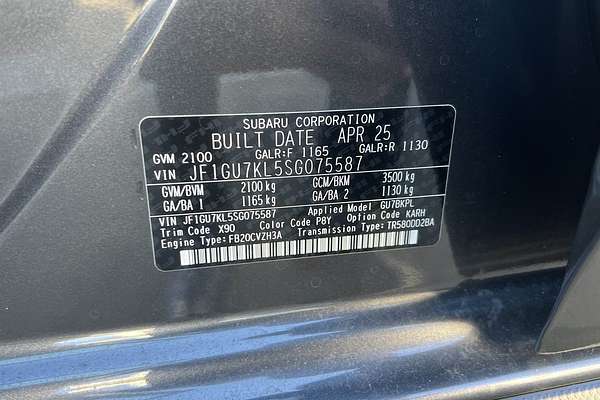 SUBARU CORPORATION
BUILT DATE APR 25
GVM 2100 GALR:F 1165 GALR:R 1130
VIN JF1GU7KL5SG075587
GVM/BVM 2100 kg GCM/BKM 3500 kg
GA/BA 1 1165 kg GA/BA 2 1130 kg
VIN JF1GU7KL5SG075587 Applied Model GU7BKPL
Trim Code X90 Color Code P8Y Option Code KARH
Engine Type: FB20CVZH3A Transmission Type: TR580DD2BA